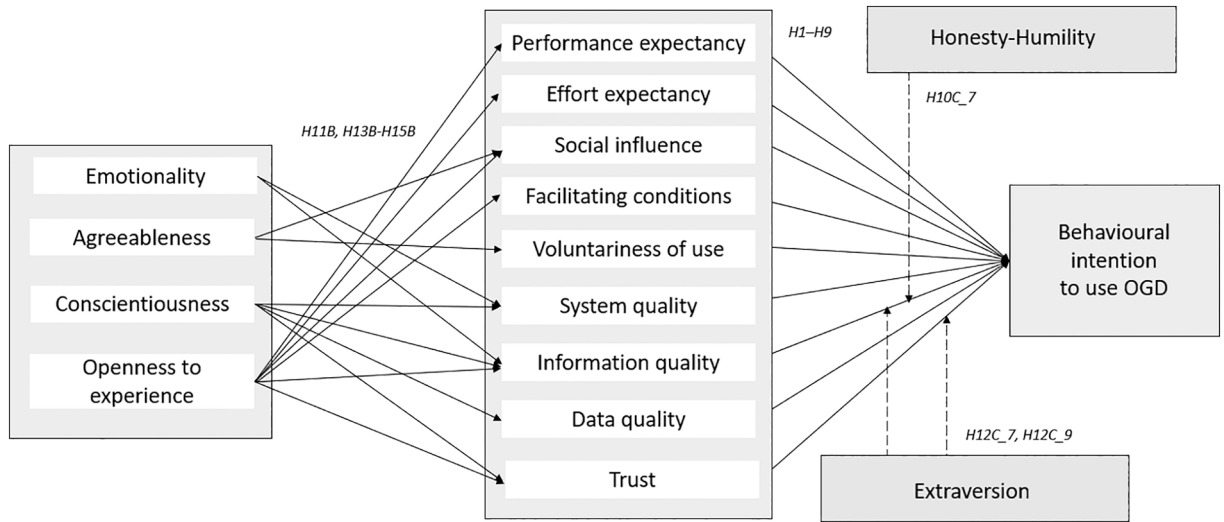 H11B, H13B-H15B
Emotionality
Agreeableness
Conscientiousness
Openness to
experience
Performance expectancy
Effort expectancy
Social influence
Facilitating conditions
Voluntariness of use
System quality
Information quality
Data quality
Trust
H1–H9
Honesty-Humility
H10C_7
Behavioural
intention
to use OGD
H12C_7, H12C_9
Extraversion